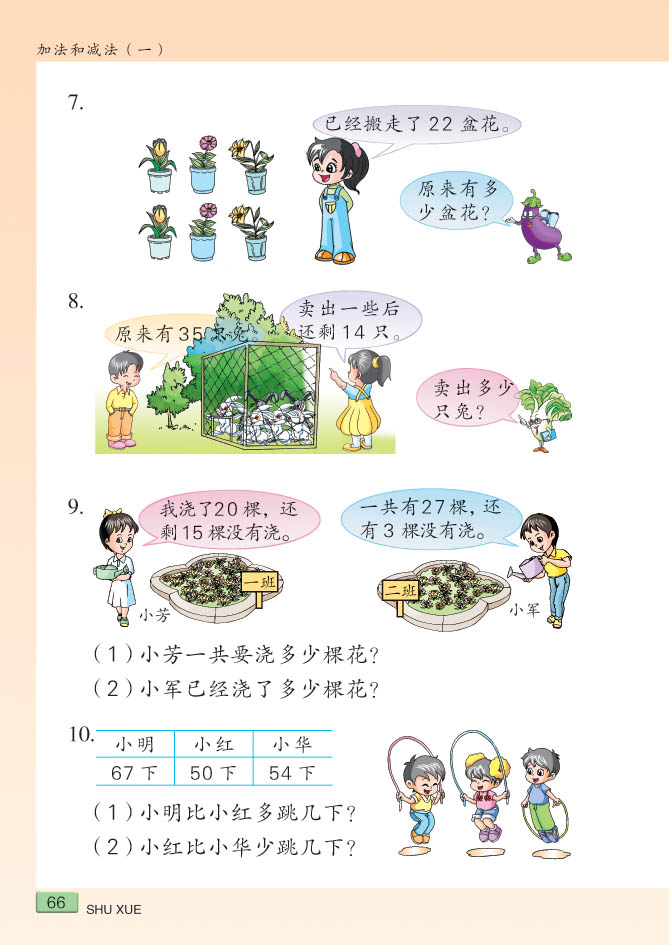 加法和减法（一）
7.
已经搬走了 22 盆花。
原来有多
少盆花？
8.
原来有 35 只兔。
卖出一些后
还剩 14 只。
卖出多少
只兔？
9.
我浇了20 棵，还
剩 15 棵没有浇。
一共有27 棵，还
有 3 棵没有浇。
一班
二班
小芳
小军
（1）小芳一共要浇多少棵花？
（2）小军已经浇了多少棵花？
10.
小明 小红 小华
67 下 50 下 54 下
（1）小明比小红多跳几下？
（2）小红比小华少跳几下？
66
SHU XUE